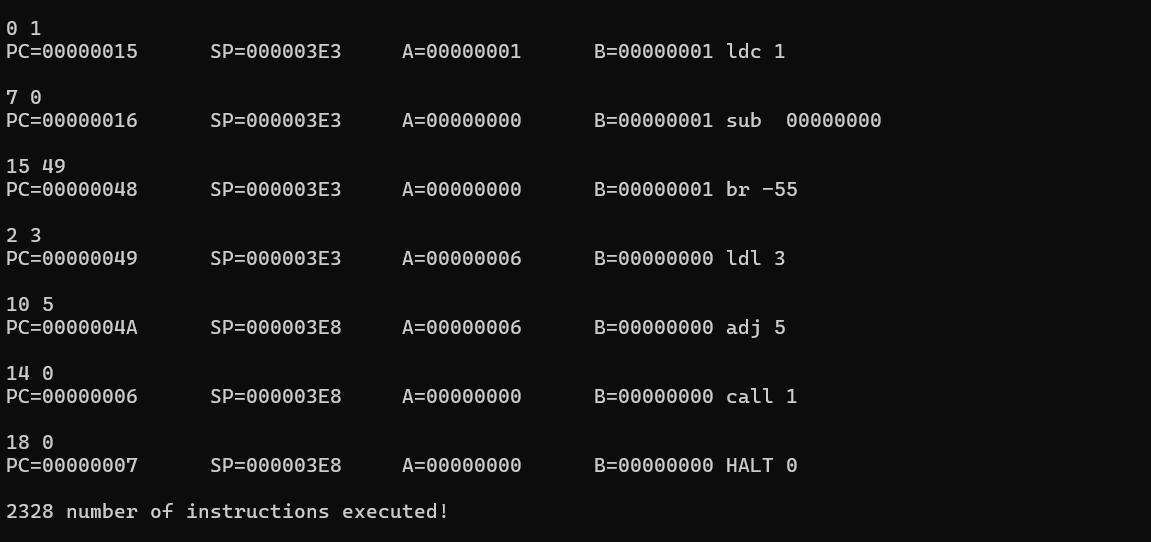 0 1
PC=00000015 SP=000003E3 A=00000001 B=00000001 ldc 1
7 0
PC=00000016 SP=000003E3 A=00000000 B=00000001 sub 00000000
15 49
PC=00000048 SP=000003E3 A=00000000 B=00000001 br -55
2 3
PC=00000049 SP=000003E3 A=00000006 B=00000000 ldl 3
10 5
PC=0000004A SP=000003E8 A=00000006 B=00000000 adj 5
14 0
PC=00000006 SP=000003E8 A=00000000 B=00000000 call 1
18 0
PC=00000007 SP=000003E8 A=00000000 B=00000000 HALT 0
2328 number of instructions executed!